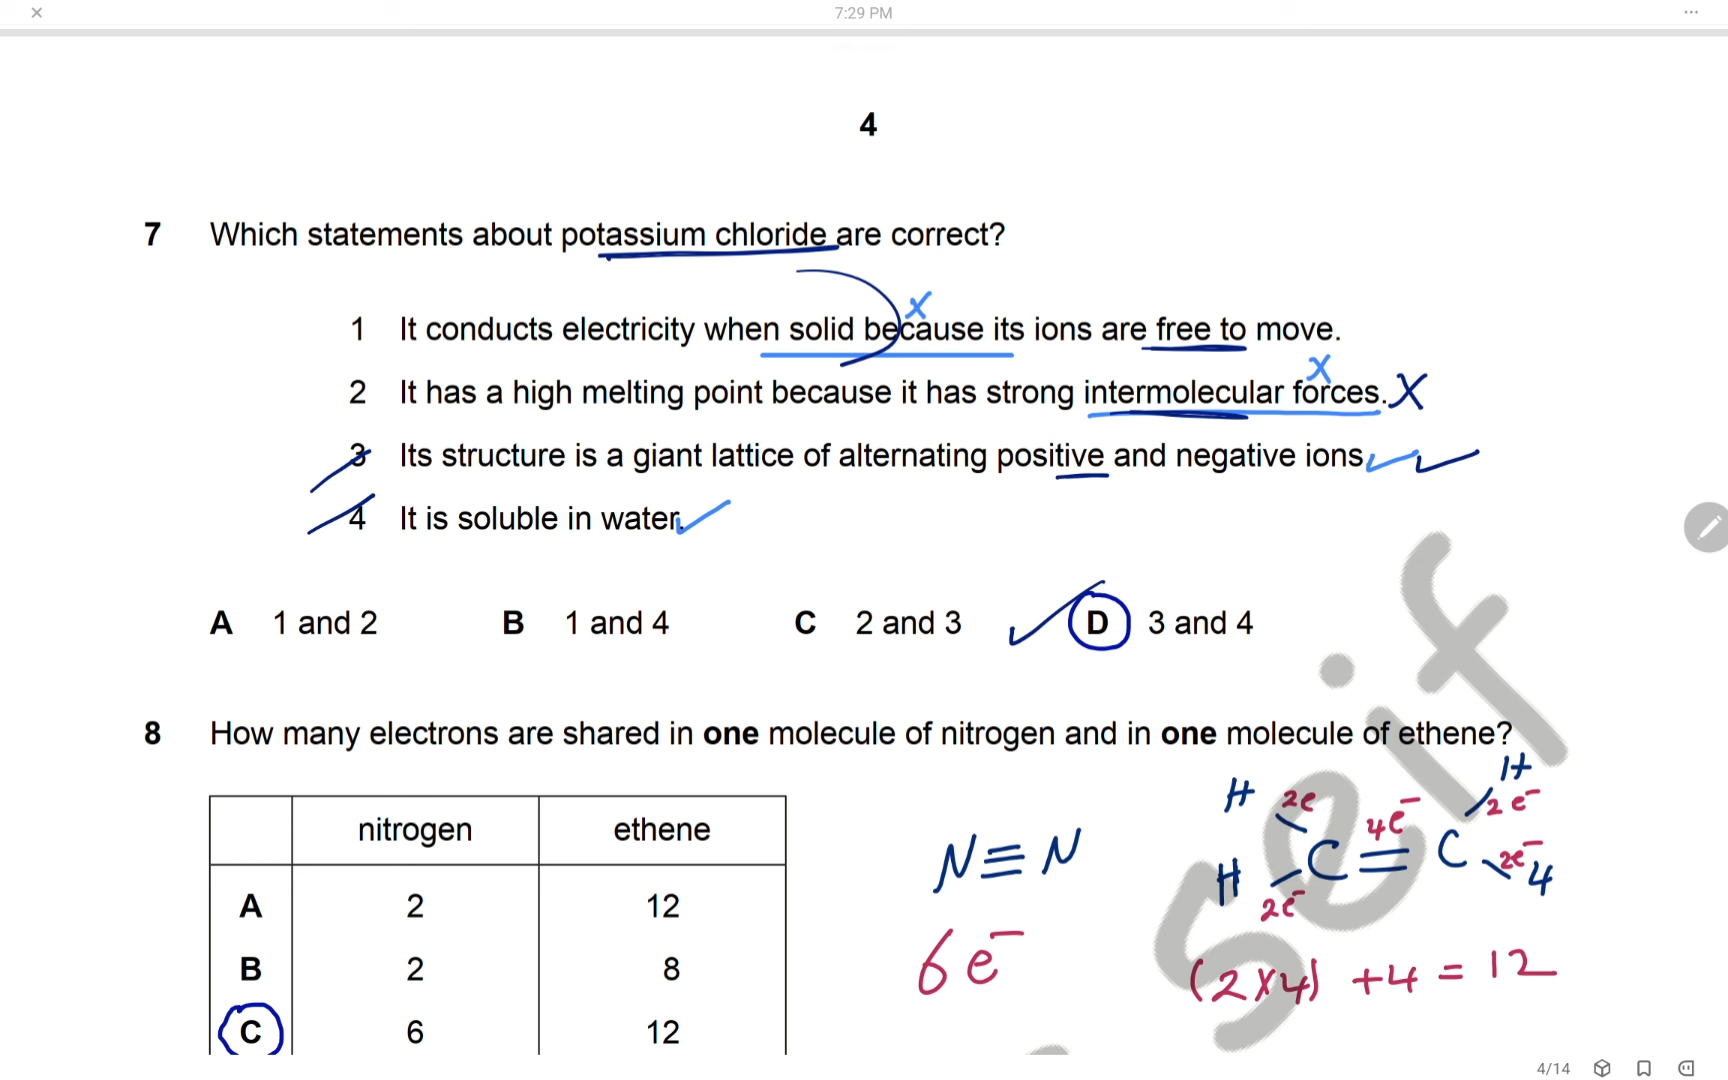 7:29 PM
4
7 Which statements about potassium chloride are correct?
X
1 It conducts electricity when solid because its ions are free to move.
X
2 It has a high melting point because it has strong intermolecular forces. X
3 Its structure is a giant lattice of alternating positive and negative ions
4 It is soluble in water.
A 1 and 2 B 1 and 4 C 2 and 3 D 3 and 4
8 How many electrons are shared in one molecule of nitrogen and in one molecule of ethene?
nitrogen ethene
A 2 12
B 2 8
C 6 12
N≡N
6e⁻
H 2e 4e⁻ H 2e⁻
C=C
H 2e⁻ 2e⁻ 4
(2x4) +4 = 12
Seif
4/14